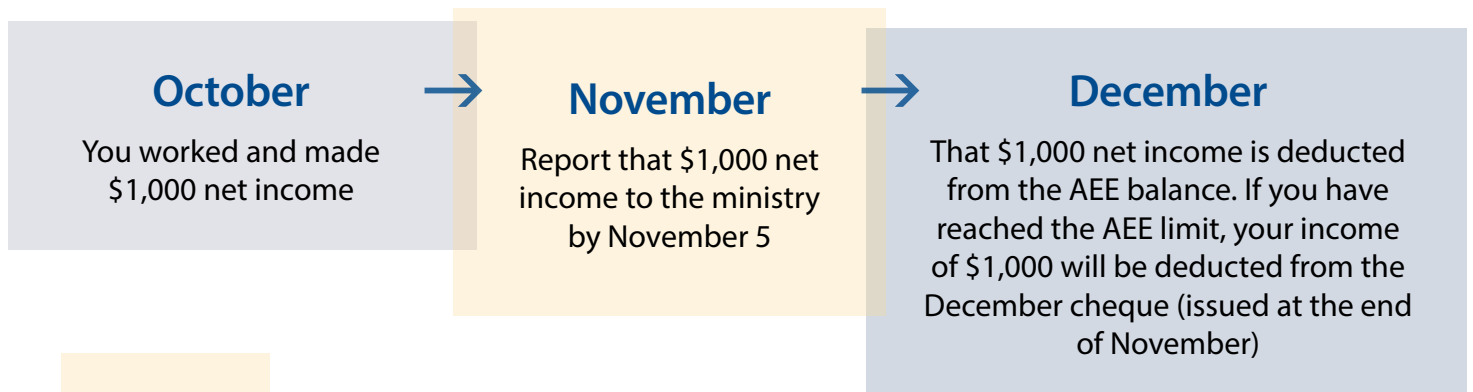 October
You worked and made
$1,000 net income
November
Report that $1,000 net
income to the ministry
by November 5
December
That $1,000 net income is deducted
from the AEE balance. If you have
reached the AEE limit, your income
of $1,000 will be deducted from the
December cheque (issued at the end
of November)